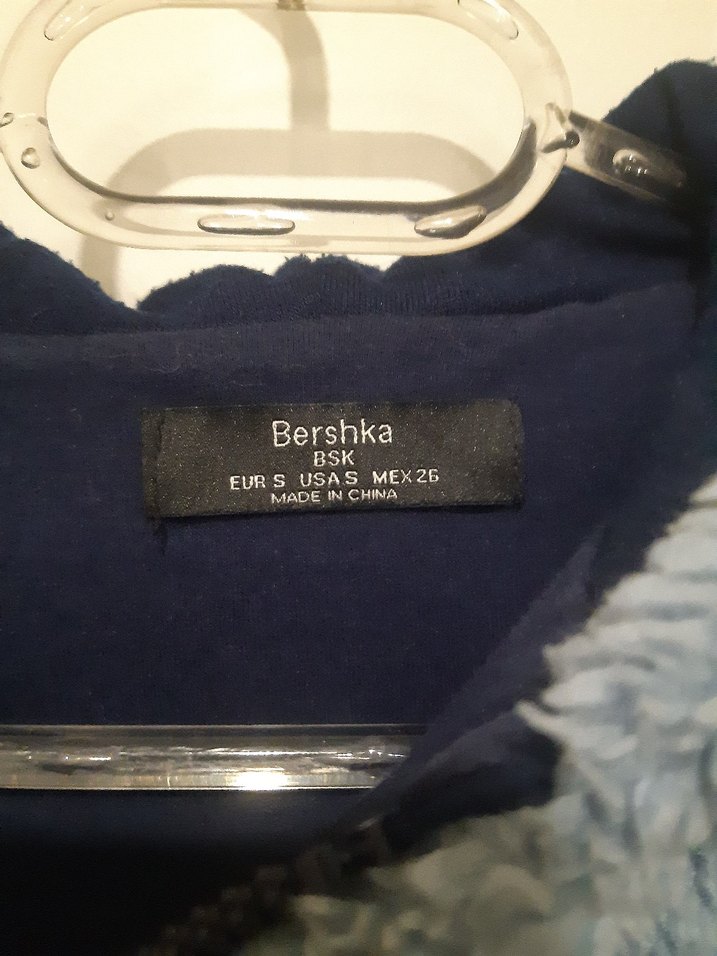 Bershka
BSK
EUR S USA S MEX 26
MADE IN CHINA